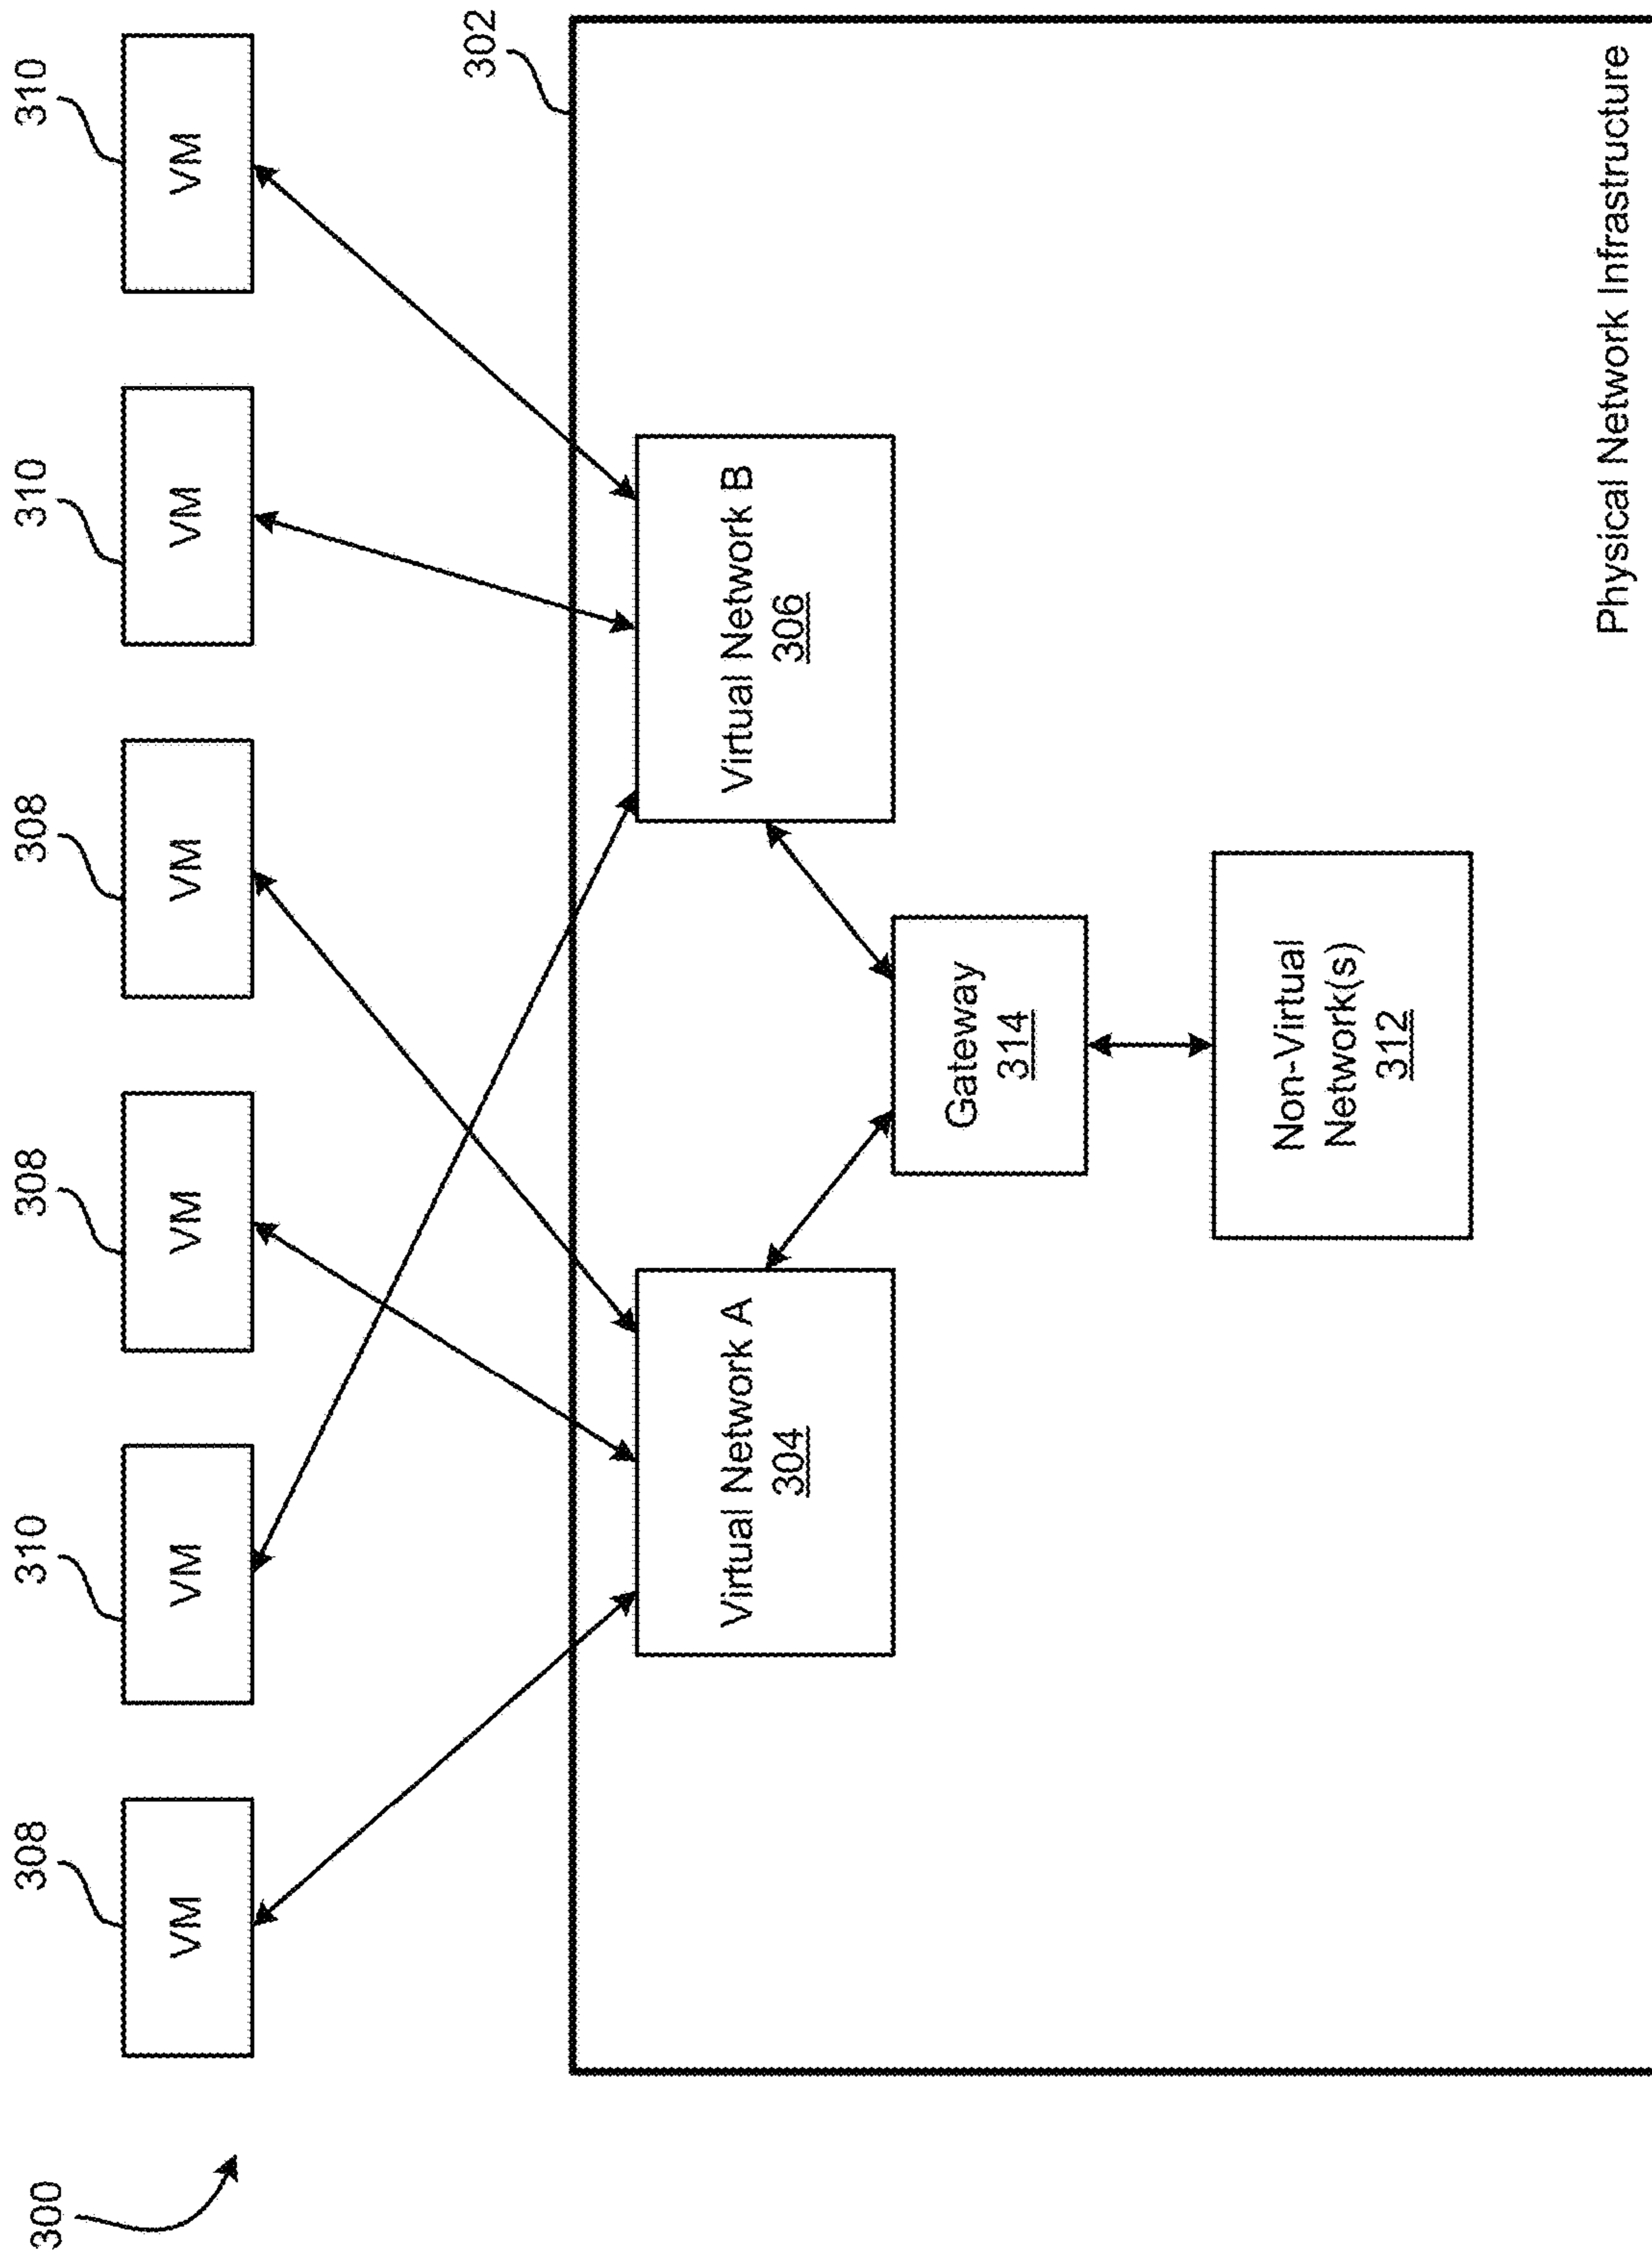 300
308
310
308
308
310
310
VM
VM
VM
VM
VM
VM
302
Virtual Network A
304
Virtual Network B
306
Gateway
314
Non-Virtual
Network(s)
312
Physical Network Infrastructure